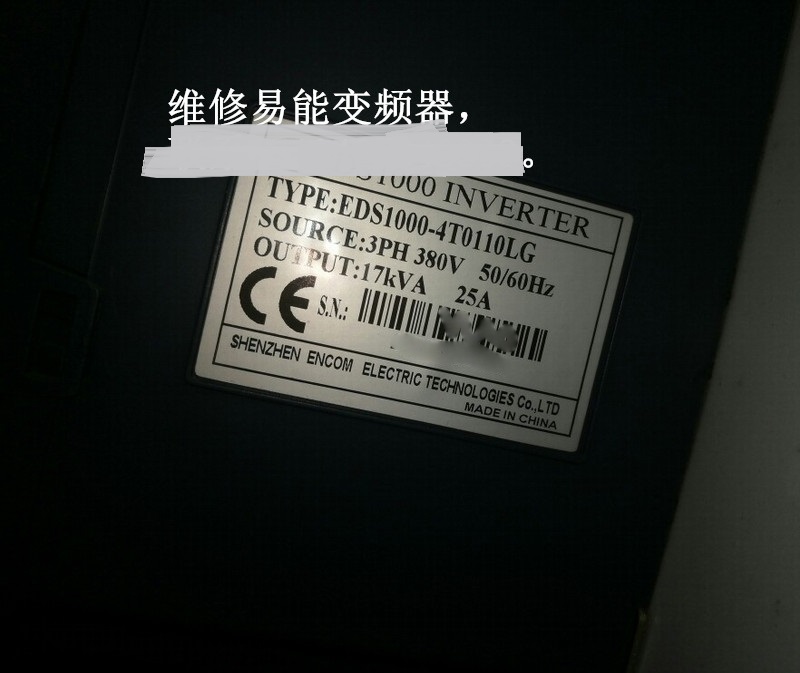 维修易能变频器，
。
1000 INVERTER
TYPE:EDS1000-4T0110LG
SOURCE:3PH 380V 50/60Hz
OUTPUT:17kVA 25A
CE S.N.:
SHENZHEN ENCOM ELECTRIC TECHNOLOGIES Co.,LTD
MADE IN CHINA